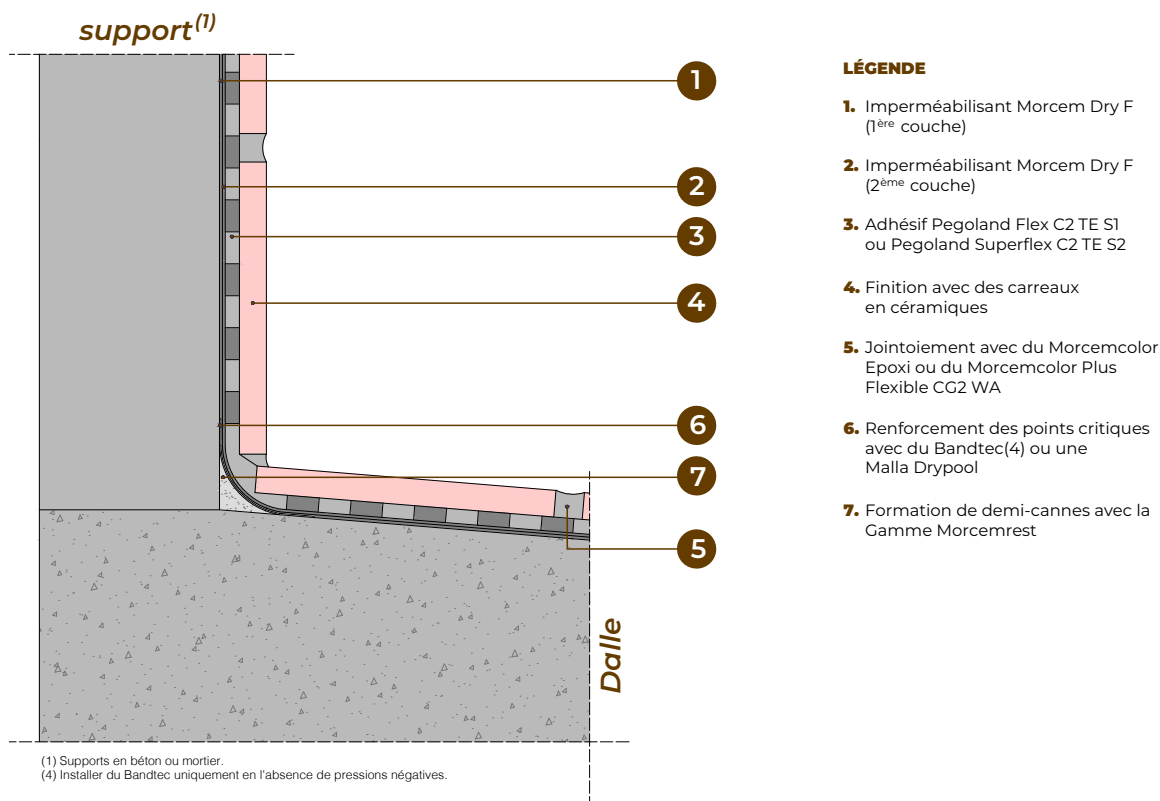 support(1)
1
2
3
4
6
7
5
Dalle
(1) Supports en béton ou mortier.
(4) Installer du Bandtec uniquement en l'absence de pressions négatives.
LÉGENDE
1. Imperméabilisant Morcem Dry F
(1ère couche)
2. Imperméabilisant Morcem Dry F
(2ème couche)
3. Adhésif Pegoland Flex C2 TE S1
ou Pegoland Superflex C2 TE S2
4. Finition avec des carreaux
en céramiques
5. Jointoiement avec du Morcemcolor
Epoxi ou du Morcemcolor Plus
Flexible CG2 WA
6. Renforcement des points critiques
avec du Bandtec(4) ou une
Malla Drypool
7. Formation de demi-cannes avec la
Gamme Morcemrest